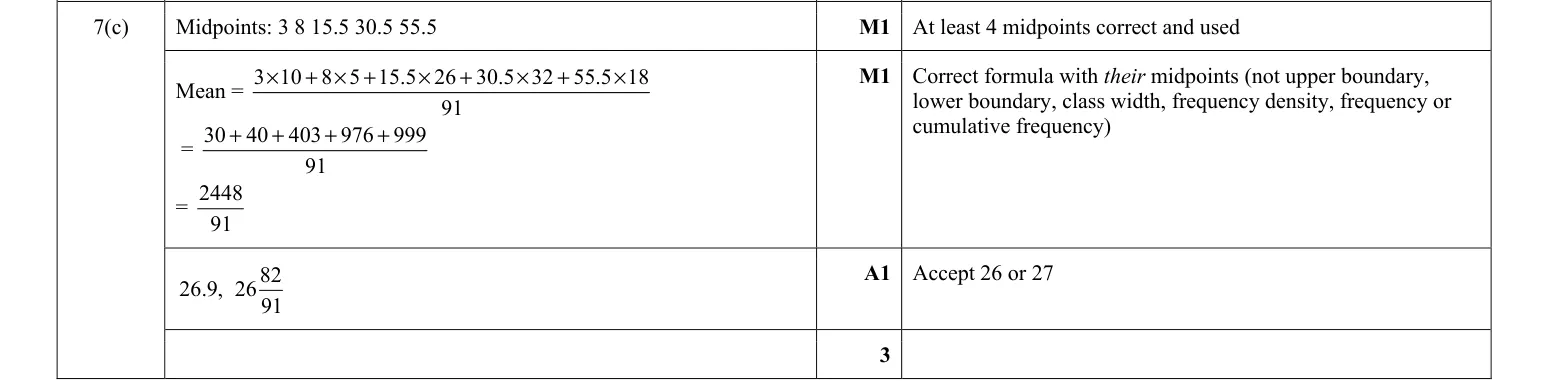 7(c) Midpoints: 3 8 15.5 30.5 55.5 M1 At least 4 midpoints correct and used
Mean = (3×10+8×5+15.5×26+30.5×32+55.5×18)/91 M1 Correct formula with their midpoints (not upper boundary,
lower boundary, class width, frequency density, frequency or
cumulative frequency)
= (30+40+403+976+999)/91
= 2448/91
26.9, 26 82/91 A1 Accept 26 or 27
3